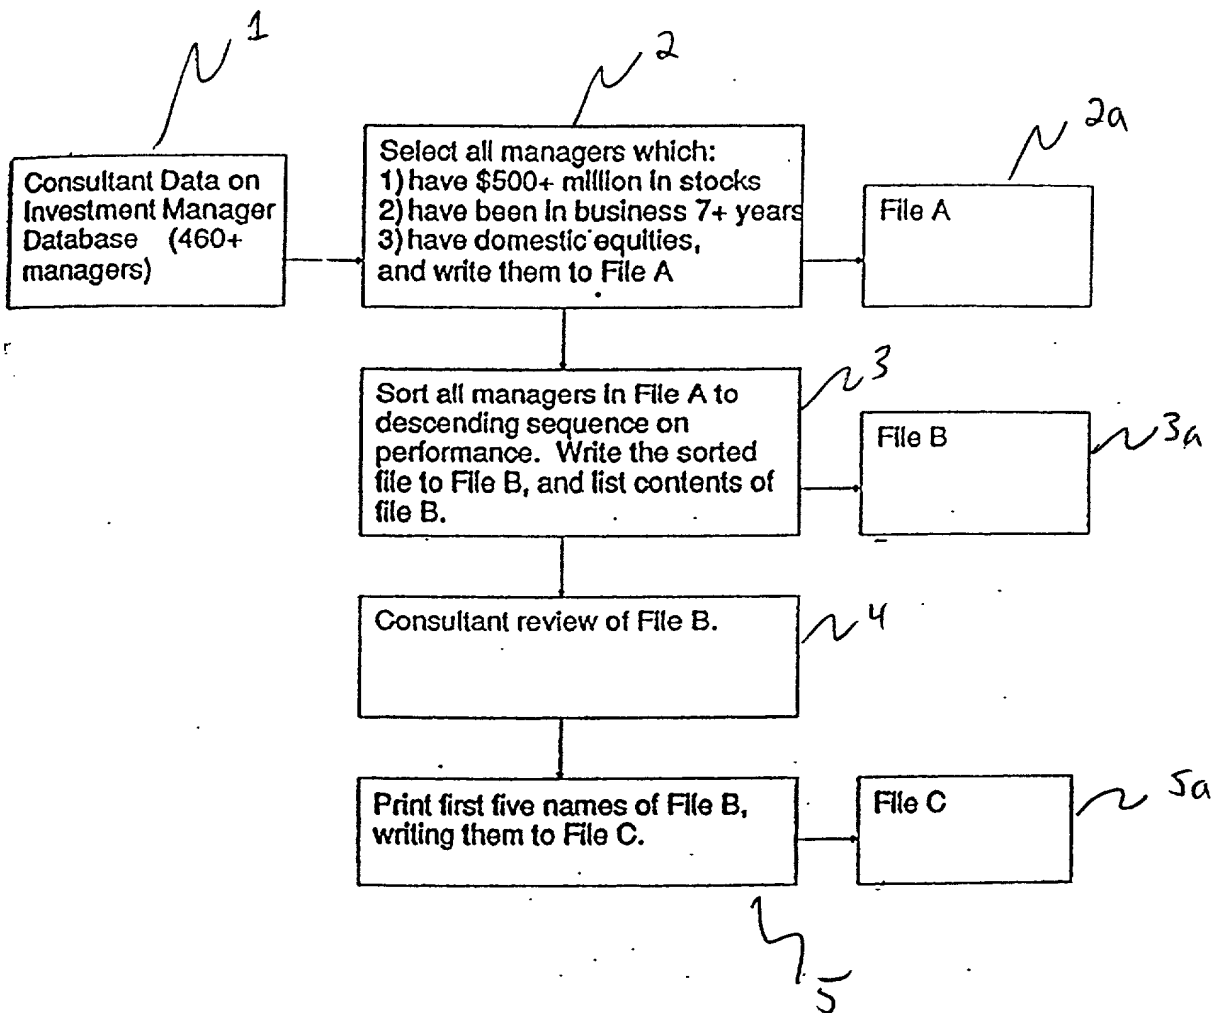 1
2
2a
Consultant Data on
Investment Manager
Database (460+
managers)
Select all managers which:
1) have $500+ million in stocks
2) have been in business 7+ years
3) have domestic equities,
and write them to File A
File A
r
Sort all managers in File A to
descending sequence on
performance. Write the sorted
file to File B, and list contents of
file B.
3
File B
3a
Consultant review of File B.
4
Print first five names of File B,
writing them to File C.
File C
5a
5